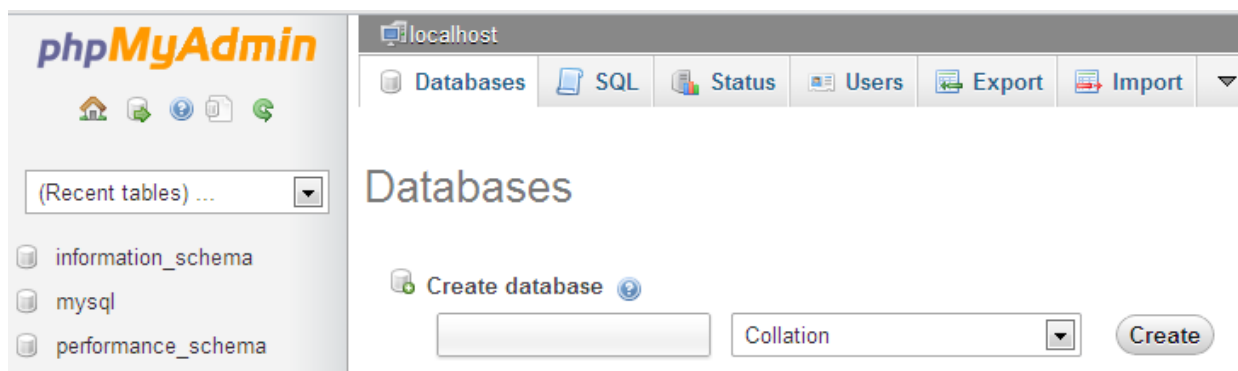 phpMyAdmin
(Recent tables) ...
information_schema
mysql
performance_schema
localhost
Databases SQL Status Users Export Import
Databases
Create database
Collation Create